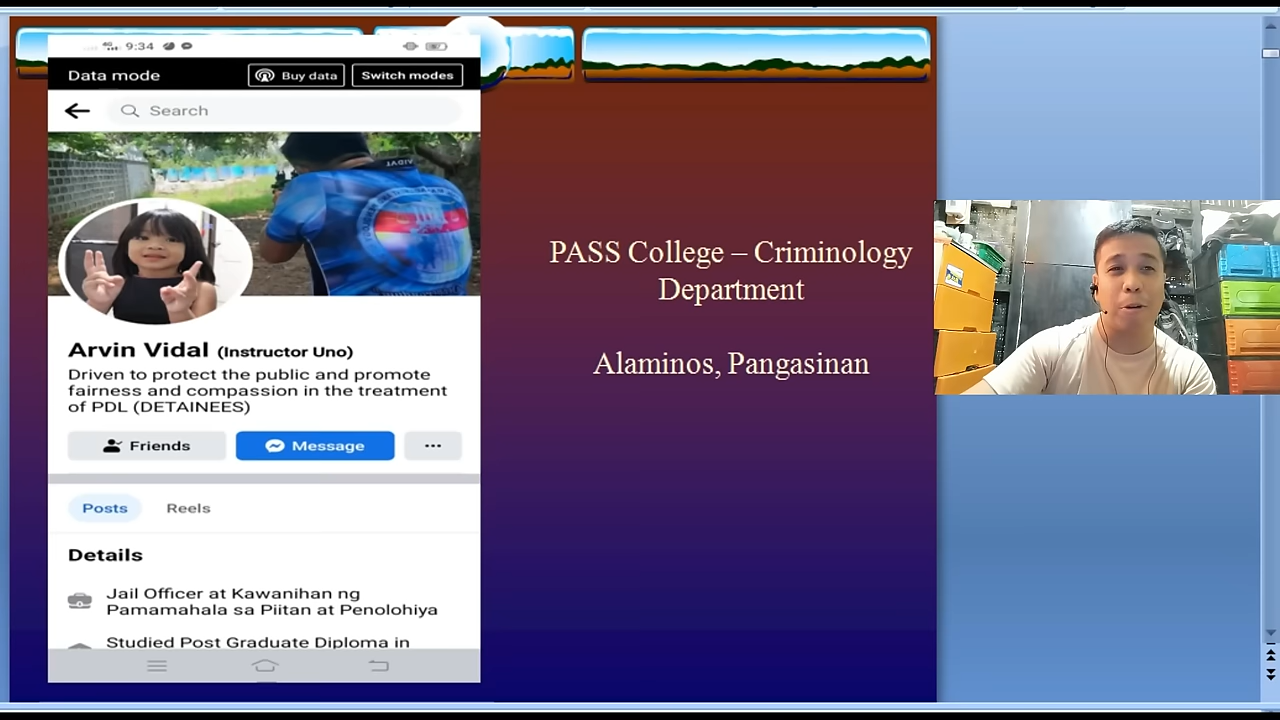 9:34
Data mode
Buy data
Switch modes
Search
VIDAL
Arvin Vidal (Instructor Uno)
Driven to protect the public and promote
fairness and compassion in the treatment
of PDL (DETAINEES)
Friends
Message
Posts
Reels
Details
Jail Officer at Kawanihan ng
Pamamahala sa Piitan at Penolohiya
Studied Post Graduate Diploma in
PASS College – Criminology
Department
Alaminos, Pangasinan